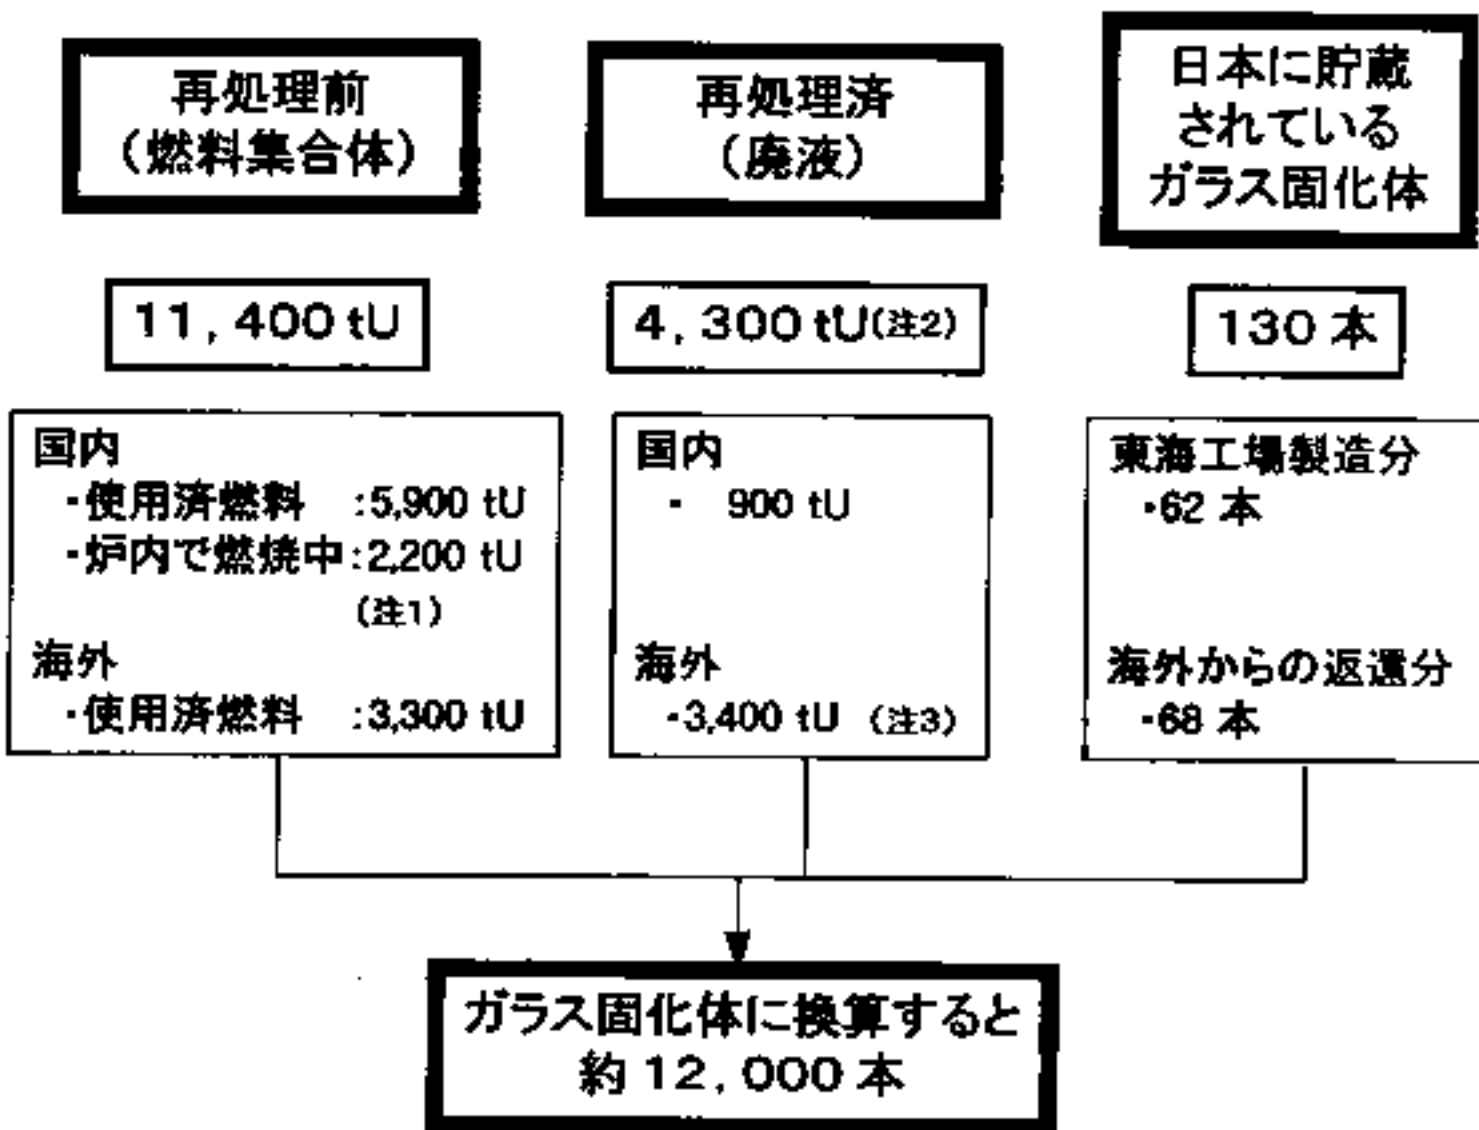 再処理前
（燃料集合体）
再処理済
（廃液）
日本に貯蔵
されている
ガラス固化体
11,400 tU
4,300 tU(注2)
130 本
国内
・使用済燃料 :5,900 tU
・炉内で燃焼中:2,200 tU
(注1)
海外
・使用済燃料 :3,300 tU
国内
・ 900 tU
海外
・3,400 tU (注3)
東海工場製造分
・62 本
海外からの返還分
・68 本
ガラス固化体に換算すると
約 12,000 本